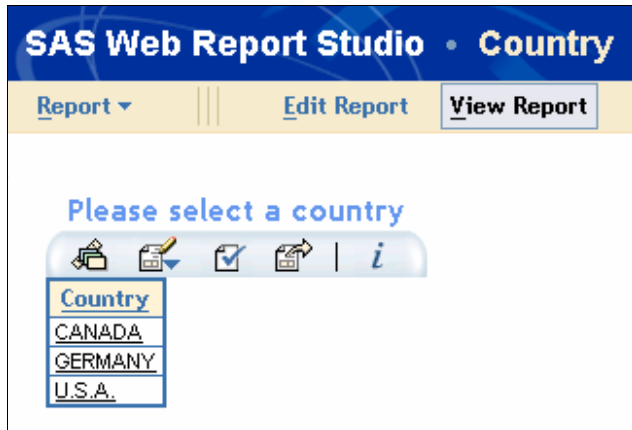 SAS Web Report Studio • Country
Report Edit Report View Report
Please select a country
i
Country
CANADA
GERMANY
U.S.A.